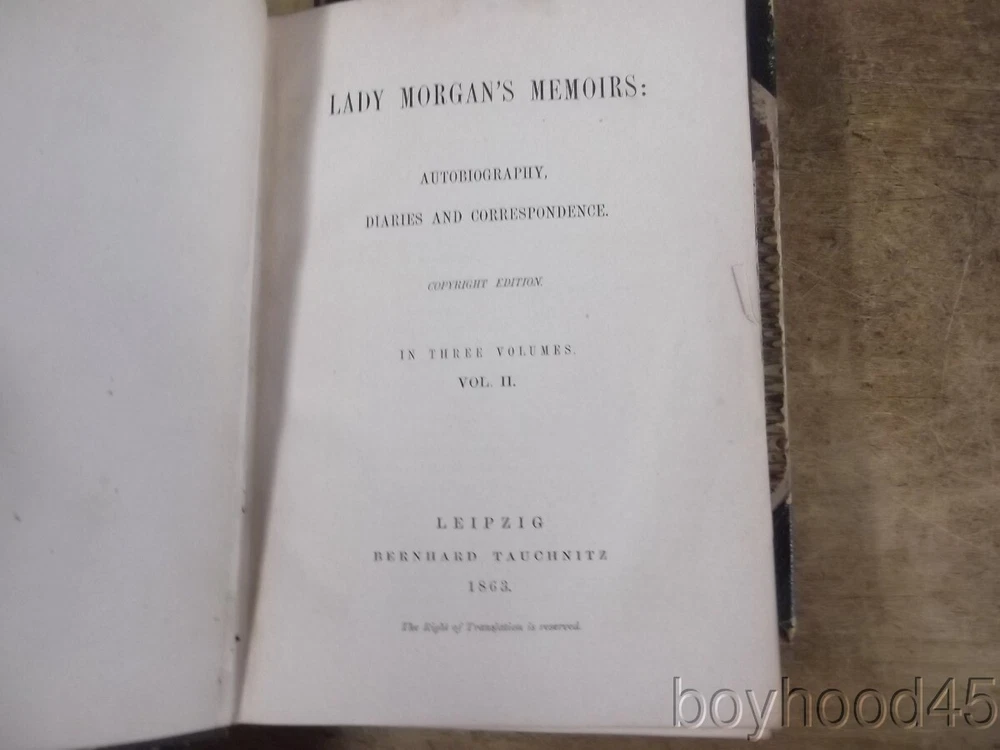 LADY MORGAN'S MEMOIRS:
AUTOBIOGRAPHY,
DIARIES AND CORRESPONDENCE.
COPYRIGHT EDITION.
IN THREE VOLUMES.
VOL. II.
LEIPZIG
BERNHARD TAUCHNITZ
1863.
The Right of Translation is reserved.
boyhood45